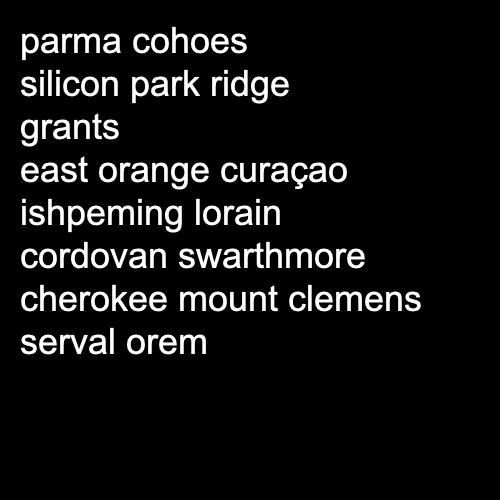 parma cohoes
silicon park ridge
grants
east orange curaçao
ishpeming lorain
cordovan swarthmore
cherokee mount clemens
serval orem